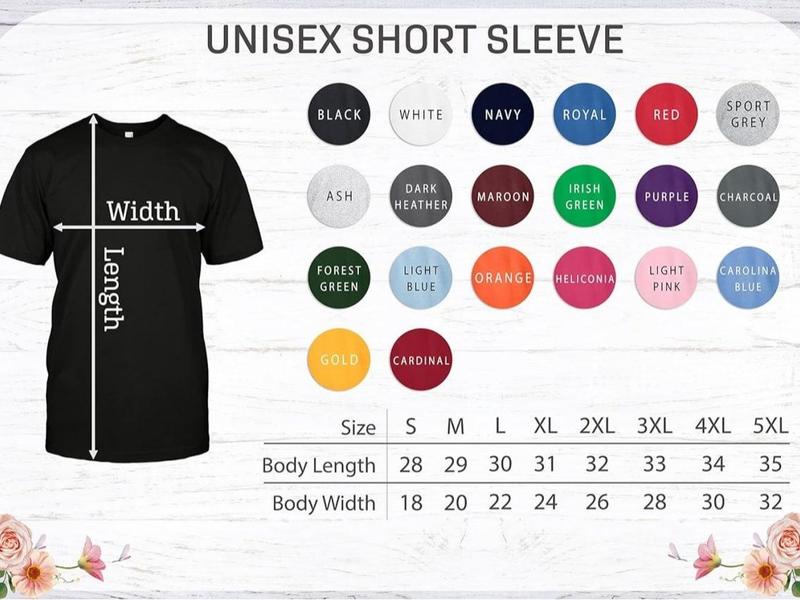 UNISEX SHORT SLEEVE
Width
Length
BLACK
WHITE
NAVY
ROYAL
RED
SPORT
GREY
ASH
DARK
HEATHER
MAROON
IRISH
GREEN
PURPLE
CHARCOAL
FOREST
GREEN
LIGHT
BLUE
ORANGE
HELICONIA
LIGHT
PINK
CAROLINA
BLUE
GOLD
CARDINAL
Size S M L XL 2XL 3XL 4XL 5XL
Body Length 28 29 30 31 32 33 34 35
Body Width 18 20 22 24 26 28 30 32